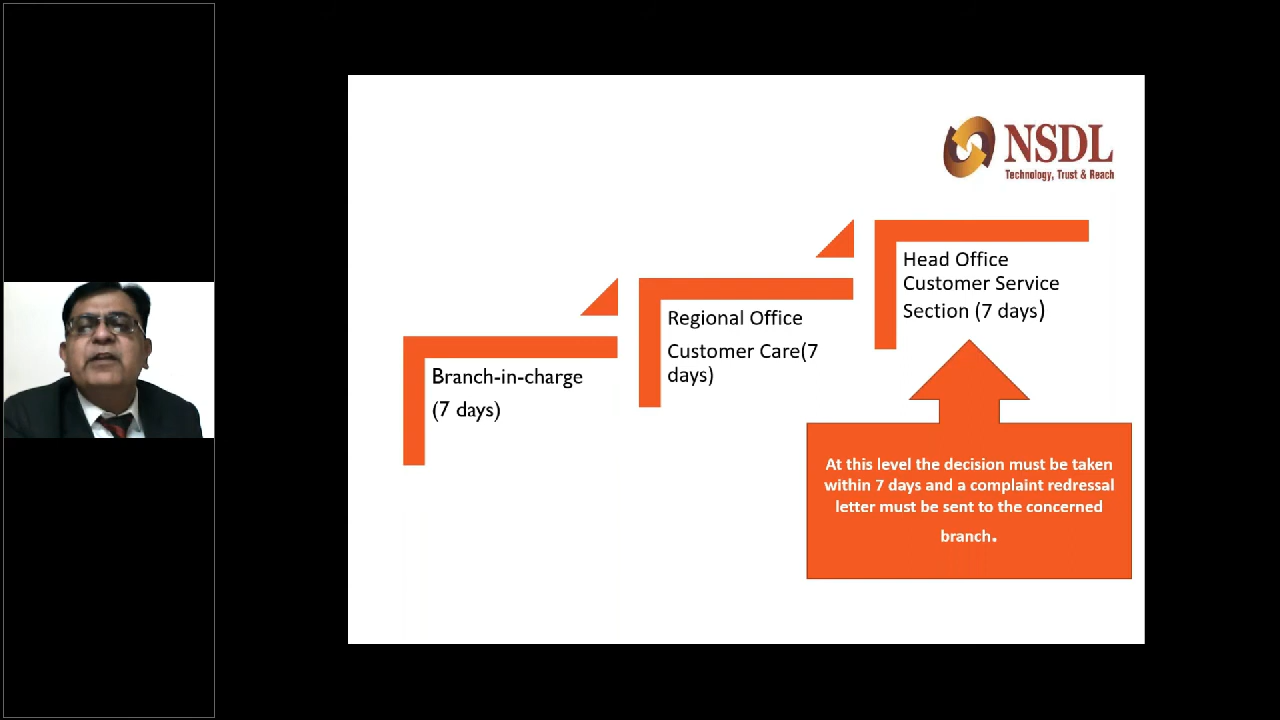 NSDL
Technology, Trust & Reach
Head Office
Customer Service
Section (7 days)
Regional Office
Customer Care(7
days)
Branch-in-charge
(7 days)
At this level the decision must be taken
within 7 days and a complaint redressal
letter must be sent to the concerned
branch.